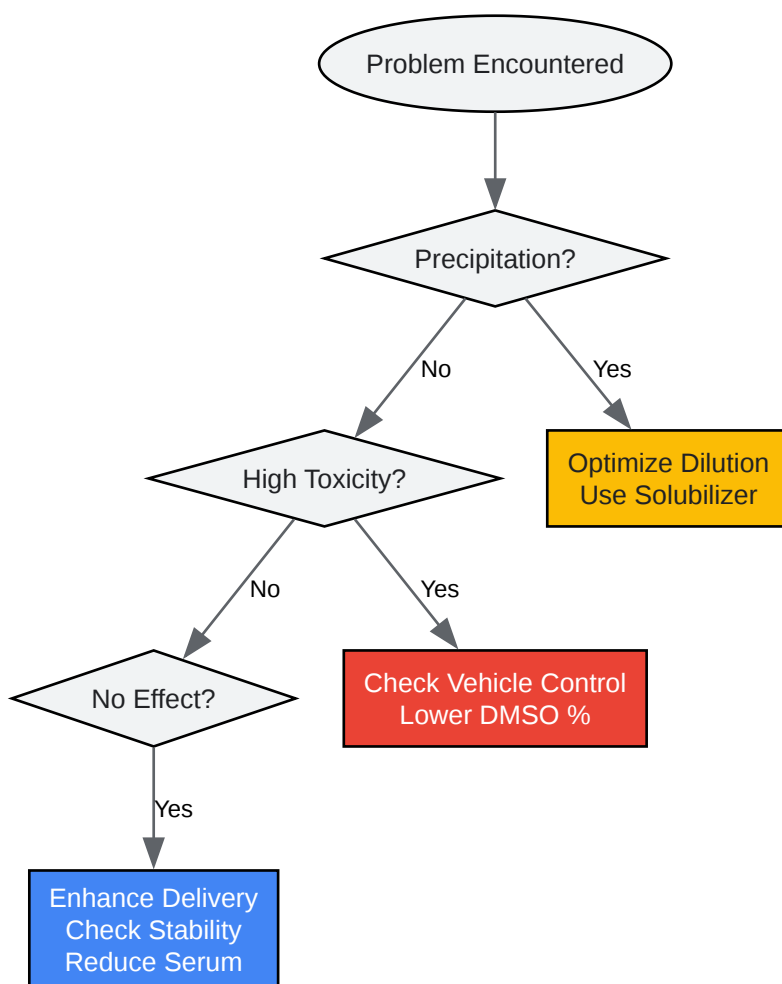 Problem Encountered
Precipitation?
No
Yes
High Toxicity?
Optimize Dilution
Use Solubilizer
No
Yes
No Effect?
Check Vehicle Control
Lower DMSO %
Yes
Enhance Delivery
Check Stability
Reduce Serum